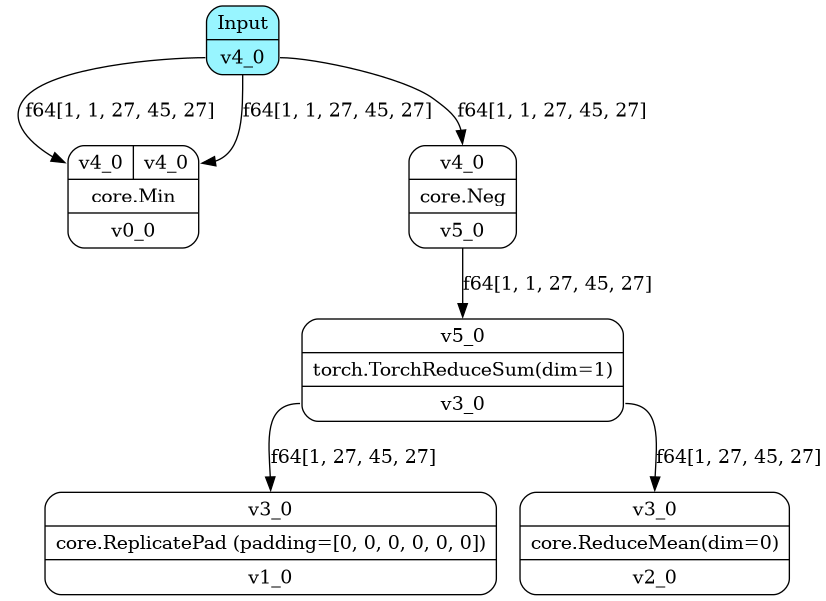 Input
v4_0
f64[1, 1, 27, 45, 27]
f64[1, 1, 27, 45, 27]
f64[1, 1, 27, 45, 27]
v4_0 v4_0
core.Min
v0_0
v4_0
core.Neg
v5_0
f64[1, 1, 27, 45, 27]
v5_0
torch.TorchReduceSum(dim=1)
v3_0
f64[1, 27, 45, 27]
f64[1, 27, 45, 27]
v3_0
core.ReplicatePad (padding=[0, 0, 0, 0, 0, 0])
v1_0
v3_0
core.ReduceMean(dim=0)
v2_0